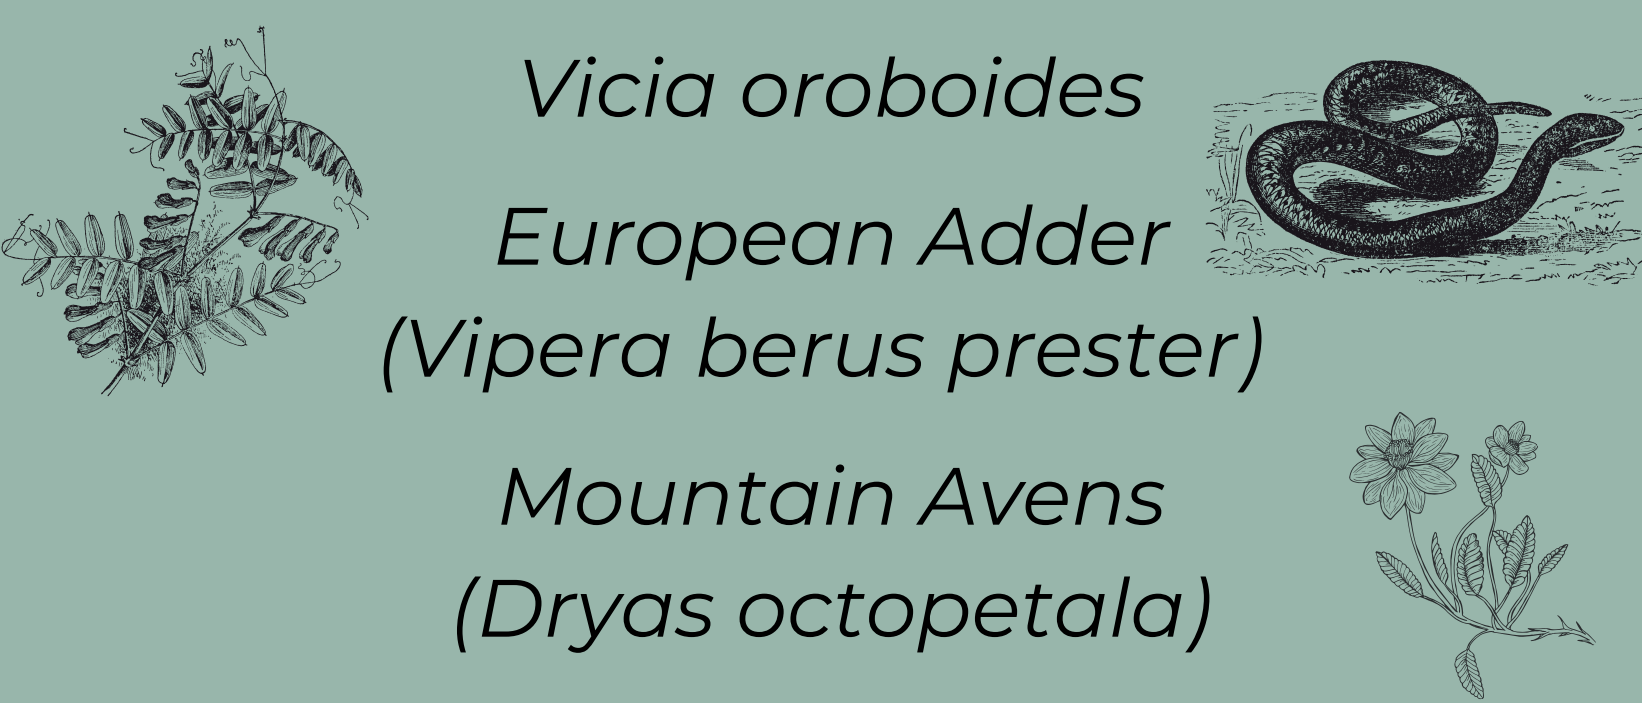 Vicia oroboides
European Adder
(Vipera berus prester)
Mountain Avens
(Dryas octopetala)